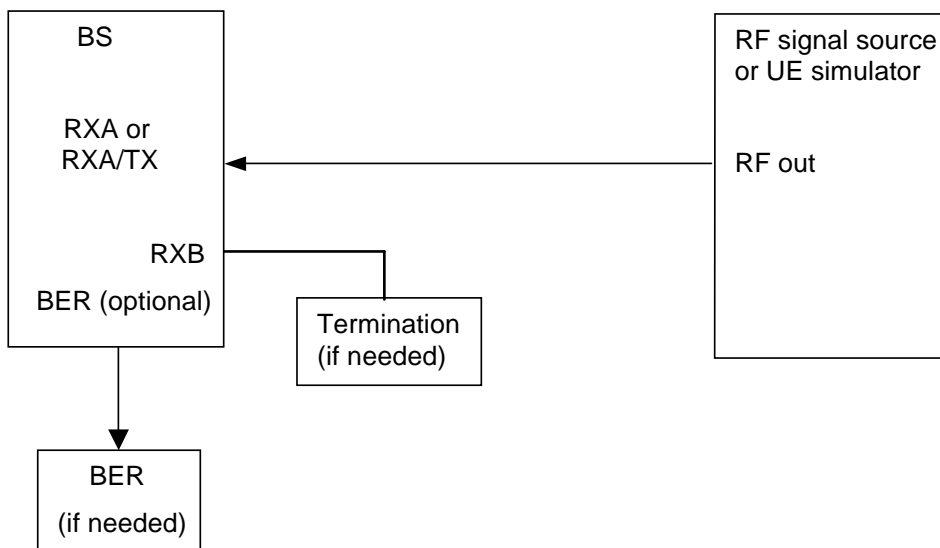 BS
RXA or
RXA/TX
RXB
BER (optional)
RF signal source
or UE simulator
RF out
Termination
(if needed)
BER
(if needed)